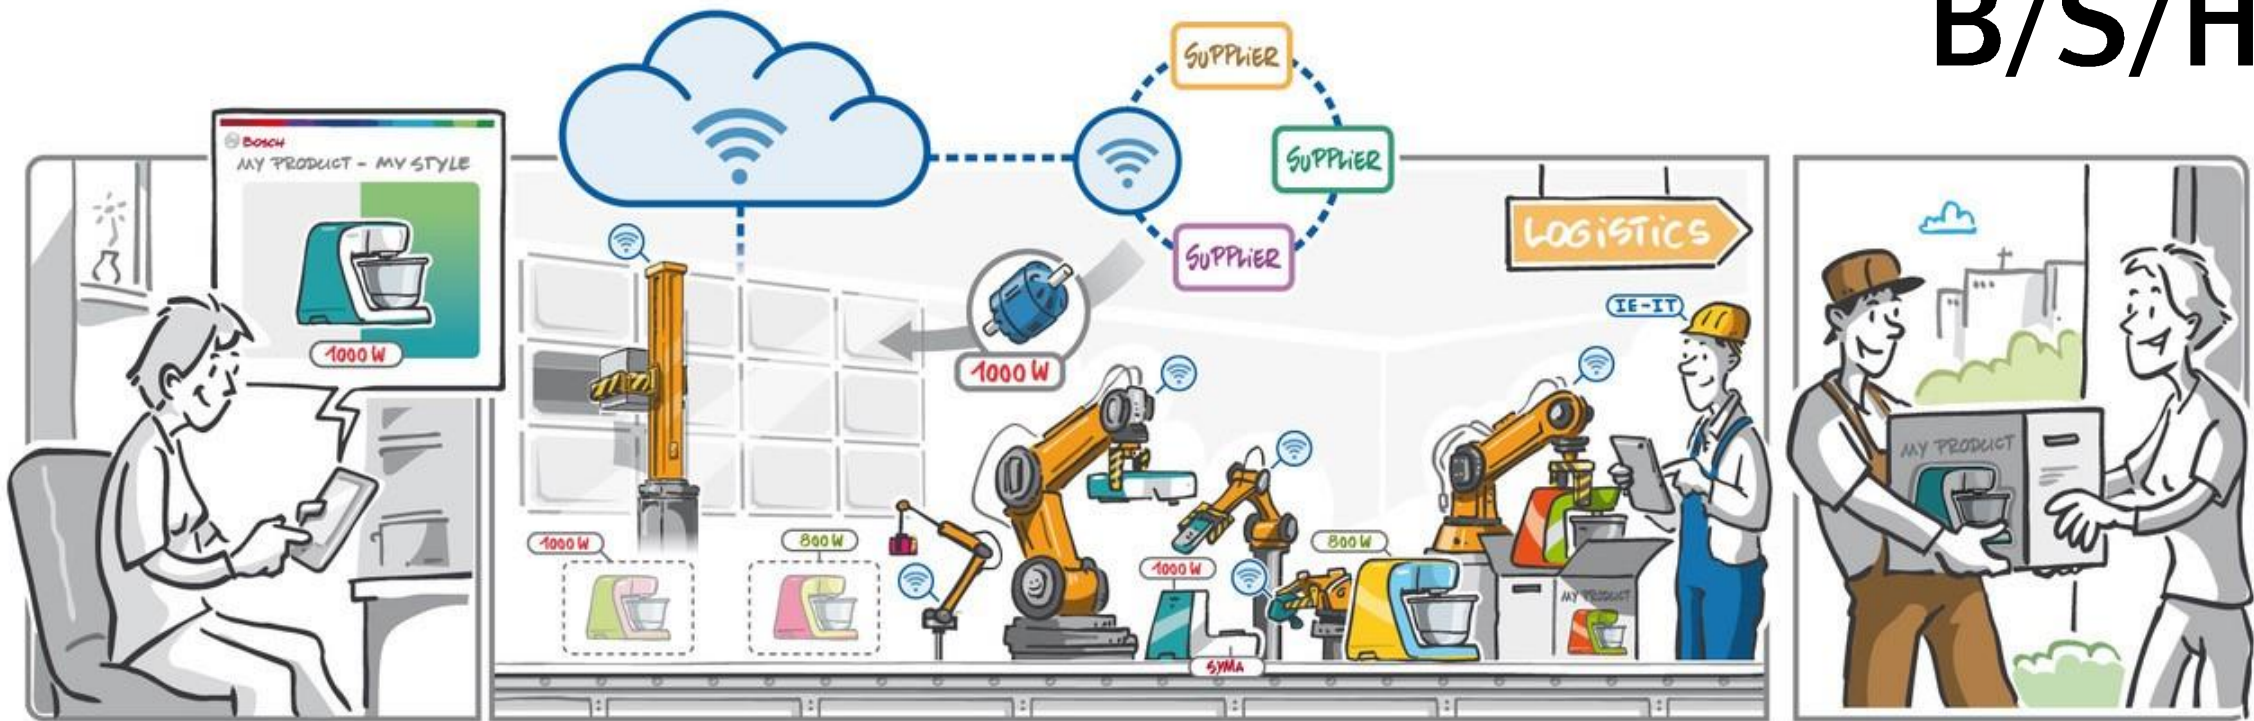 B/S/H
BOSCH
MY PRODUCT - MY STYLE
1000 W
SUPPLiER
SUPPLiER
SUPPLiER
LOGiSTiCS
1000 W
IE-IT
1000 W
800 W
1000 W
800 W
SYMA
MY PRODUCT
MY PRODUCT